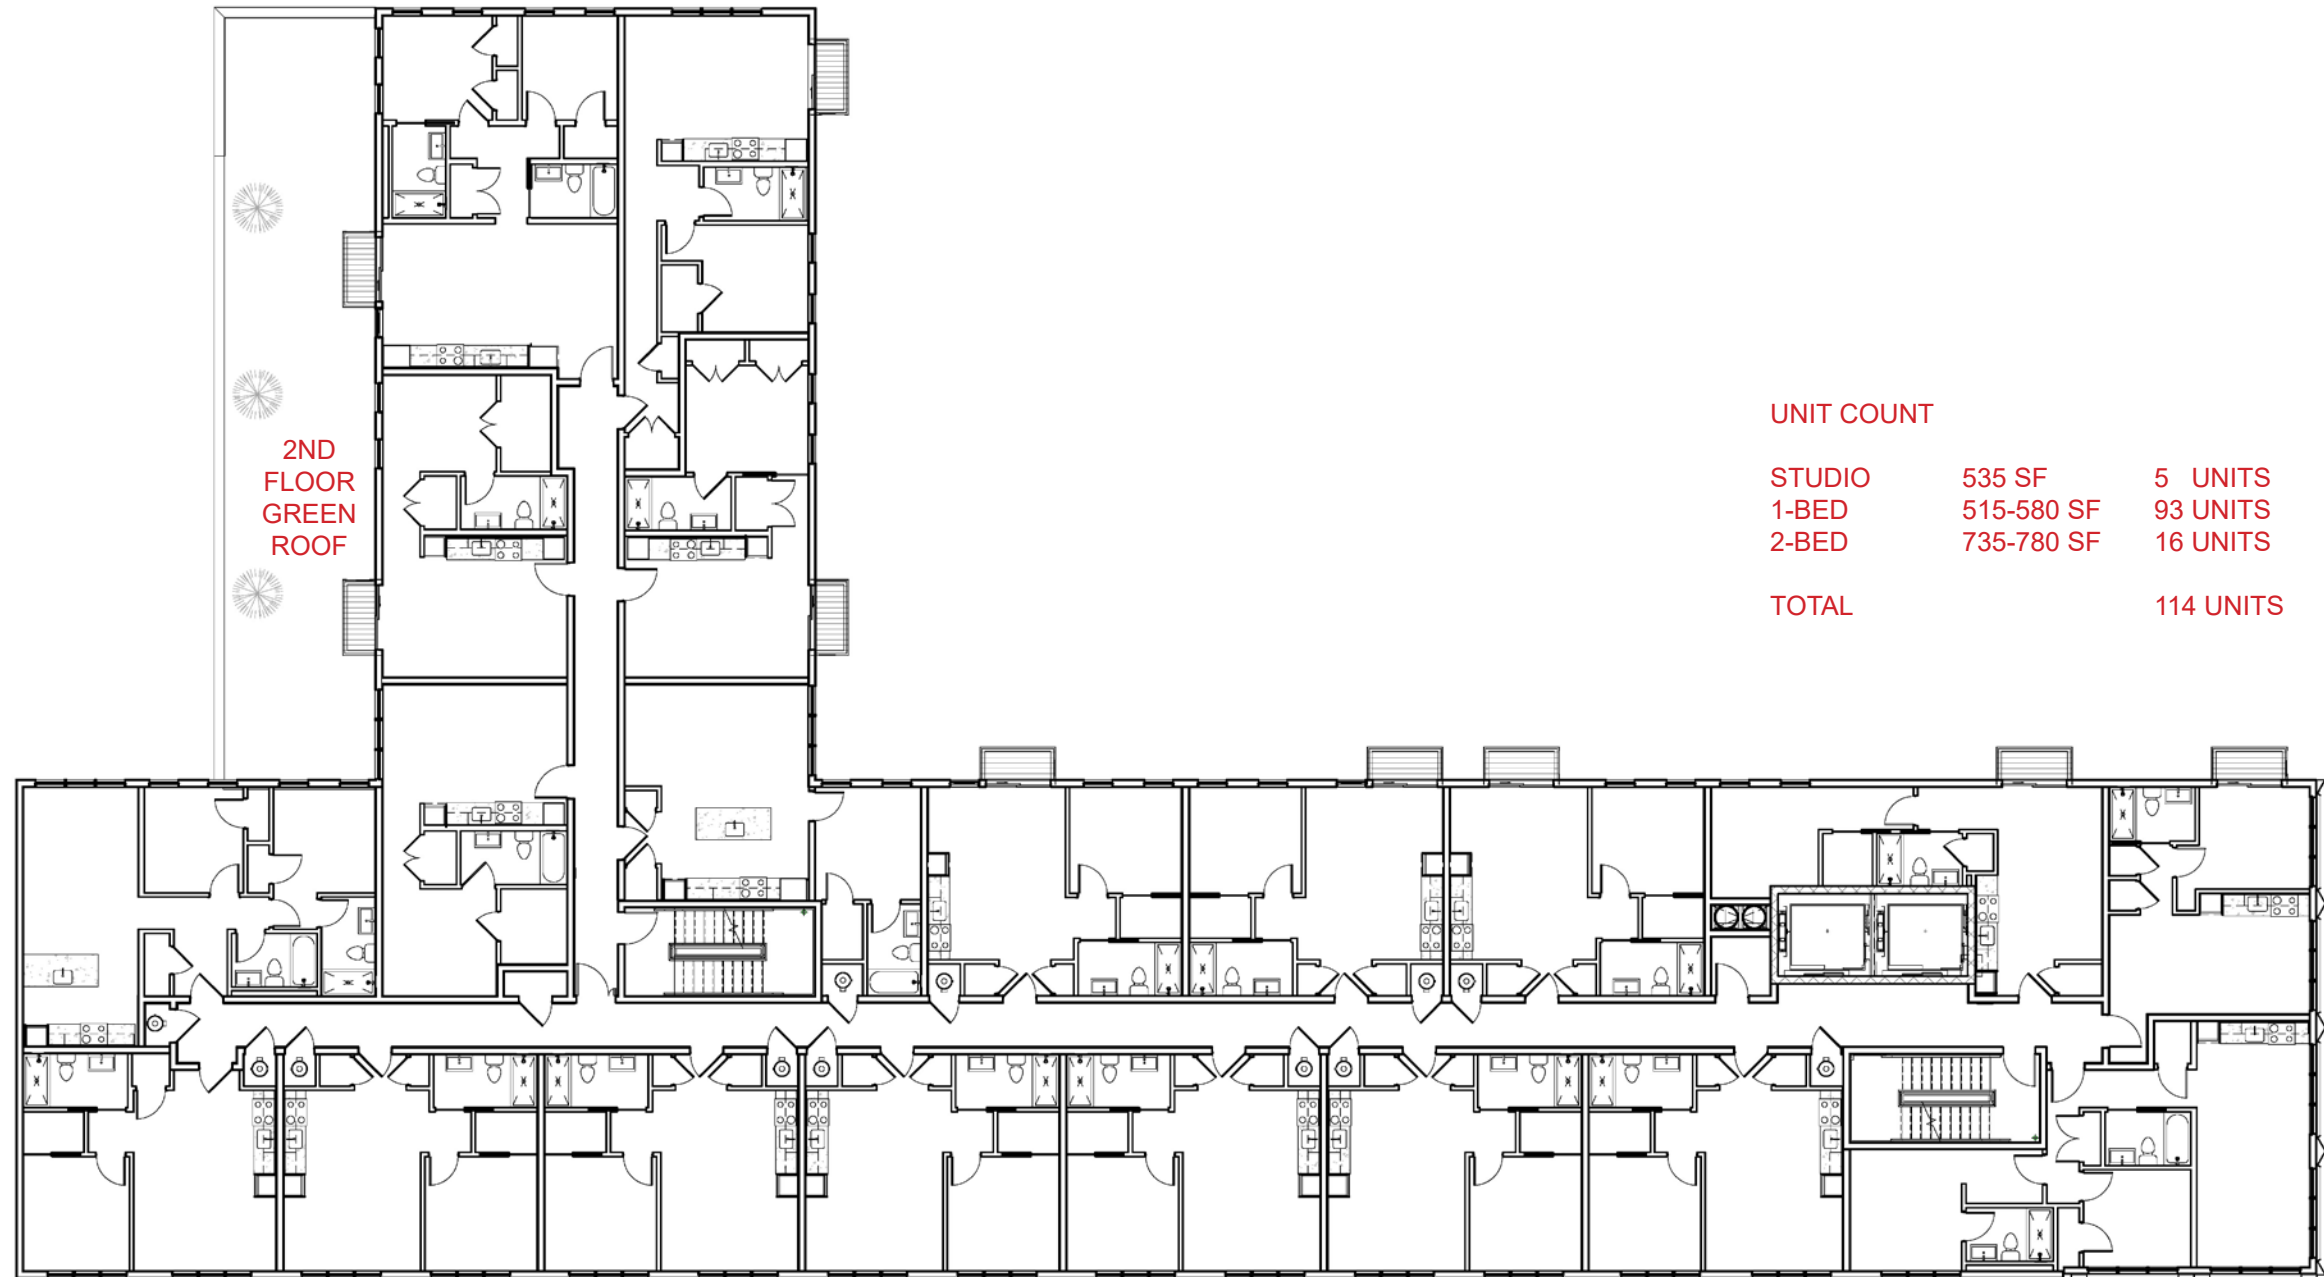 2ND
FLOOR
GREEN
ROOF
UNIT COUNT
STUDIO 535 SF 5 UNITS
1-BED 515-580 SF 93 UNITS
2-BED 735-780 SF 16 UNITS
TOTAL 114 UNITS